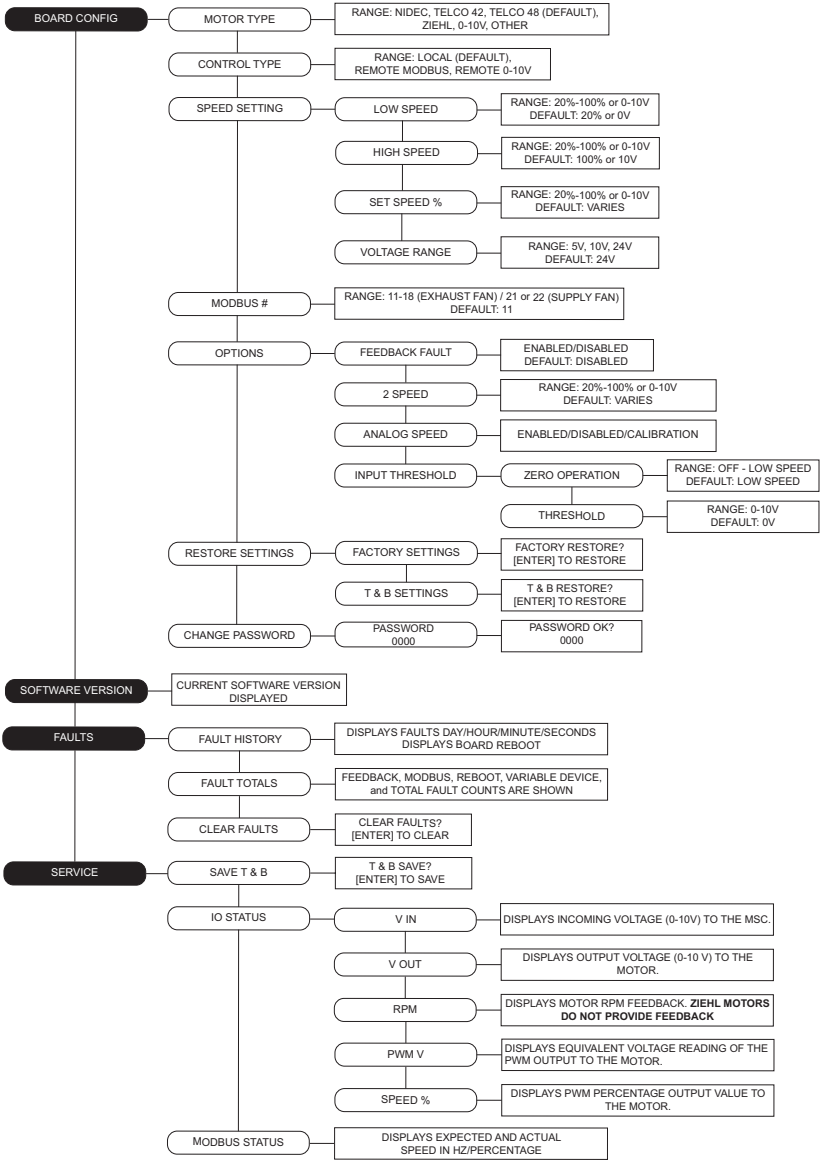 BOARD CONFIG
MOTOR TYPE
RANGE: NIDEC, TELCO 42, TELCO 48 (DEFAULT),
ZIEHL, 0-10V, OTHER
CONTROL TYPE
RANGE: LOCAL (DEFAULT),
REMOTE MODBUS, REMOTE 0-10V
SPEED SETTING
LOW SPEED
RANGE: 20%-100% or 0-10V
DEFAULT: 20% or 0V
HIGH SPEED
RANGE: 20%-100% or 0-10V
DEFAULT: 100% or 10V
SET SPEED %
RANGE: 20%-100% or 0-10V
DEFAULT: VARIES
VOLTAGE RANGE
RANGE: 5V, 10V, 24V
DEFAULT: 24V
MODBUS #
RANGE: 11-18 (EXHAUST FAN) / 21 or 22 (SUPPLY FAN)
DEFAULT: 11
OPTIONS
FEEDBACK FAULT
ENABLED/DISABLED
DEFAULT: DISABLED
2 SPEED
RANGE: 20%-100% or 0-10V
DEFAULT: VARIES
ANALOG SPEED
ENABLED/DISABLED/CALIBRATION
INPUT THRESHOLD
ZERO OPERATION
RANGE: OFF - LOW SPEED
DEFAULT: LOW SPEED
THRESHOLD
RANGE: 0-10V
DEFAULT: 0V
RESTORE SETTINGS
FACTORY SETTINGS
FACTORY RESTORE?
[ENTER] TO RESTORE
T & B SETTINGS
T & B RESTORE?
[ENTER] TO RESTORE
CHANGE PASSWORD
PASSWORD
0000
PASSWORD OK?
0000
SOFTWARE VERSION
CURRENT SOFTWARE VERSION
DISPLAYED
FAULTS
FAULT HISTORY
DISPLAYS FAULTS DAY/HOUR/MINUTE/SECONDS
DISPLAYS BOARD REBOOT
FAULT TOTALS
FEEDBACK, MODBUS, REBOOT, VARIABLE DEVICE,
and TOTAL FAULT COUNTS ARE SHOWN
CLEAR FAULTS
CLEAR FAULTS?
[ENTER] TO CLEAR
SERVICE
SAVE T & B
T & B SAVE?
[ENTER] TO SAVE
IO STATUS
V IN
DISPLAYS INCOMING VOLTAGE (0-10V) TO THE MSC.
V OUT
DISPLAYS OUTPUT VOLTAGE (0-10 V) TO THE
MOTOR.
RPM
DISPLAYS MOTOR RPM FEEDBACK. ZIEHL MOTORS
DO NOT PROVIDE FEEDBACK
PWM V
DISPLAYS EQUIVALENT VOLTAGE READING OF THE
PWM OUTPUT TO THE MOTOR.
SPEED %
DISPLAYS PWM PERCENTAGE OUTPUT VALUE TO
THE MOTOR.
MODBUS STATUS
DISPLAYS EXPECTED AND ACTUAL
SPEED IN HZ/PERCENTAGE